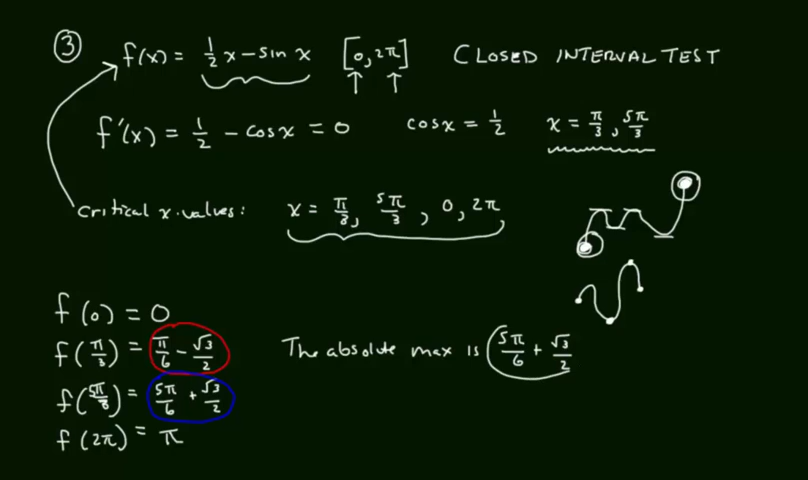 ③ f(x) = 1/2 x - sin x [0, 2π] CLOSED INTERVAL TEST
f'(x) = 1/2 - cos x = 0 cos x = 1/2 x = π/3, 5π/3
Critical x-values: x = π/3, 5π/3, 0, 2π
f(0) = 0
f(π/3) = π/6 - √3/2 The absolute max is 5π/6 + √3/2
f(5π/3) = 5π/6 + √3/2
f(2π) = π